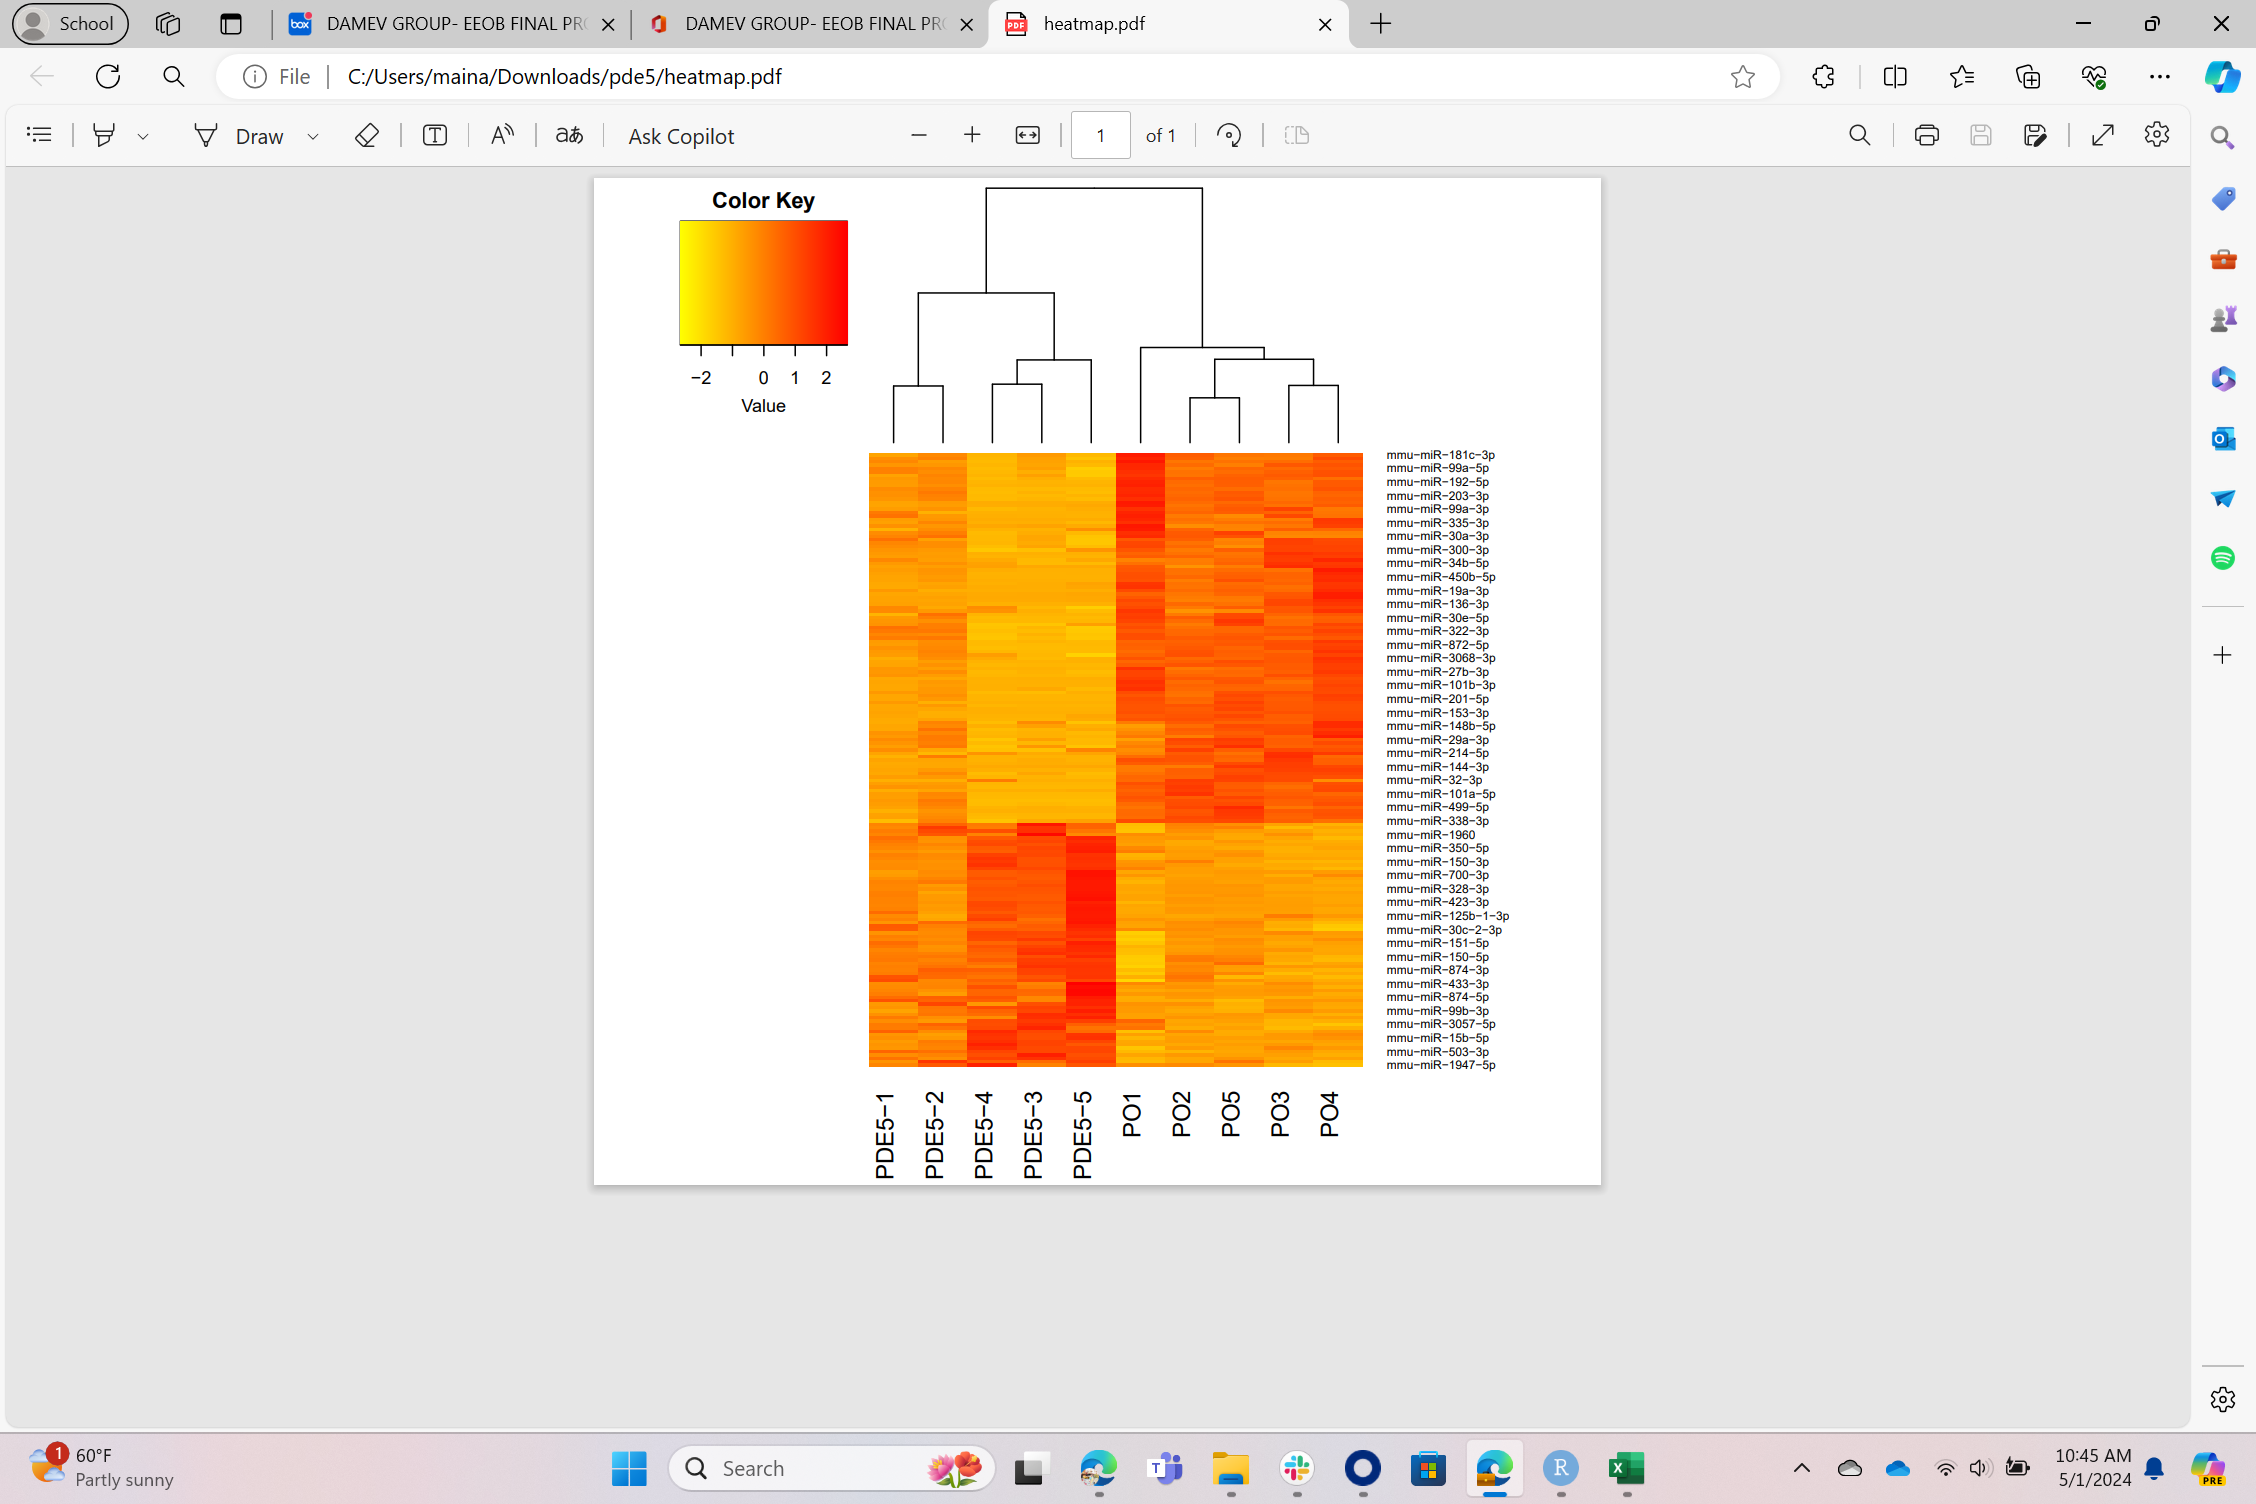 School
DAMEV GROUP- EEOB FINAL PR
DAMEV GROUP- EEOB FINAL PR
heatmap.pdf
File
C:/Users/maina/Downloads/pde5/heatmap.pdf
Draw
Ask Copilot
1
of 1
Color Key
−2 0 1 2
Value
mmu−miR−181c−3p
mmu−miR−99a−5p
mmu−miR−192−5p
mmu−miR−203−3p
mmu−miR−99a−3p
mmu−miR−335−3p
mmu−miR−30a−3p
mmu−miR−300−3p
mmu−miR−34b−5p
mmu−miR−450b−5p
mmu−miR−19a−3p
mmu−miR−136−3p
mmu−miR−30e−5p
mmu−miR−322−3p
mmu−miR−872−5p
mmu−miR−3068−3p
mmu−miR−27b−3p
mmu−miR−101b−3p
mmu−miR−201−5p
mmu−miR−153−3p
mmu−miR−148b−5p
mmu−miR−29a−3p
mmu−miR−214−5p
mmu−miR−144−3p
mmu−miR−32−3p
mmu−miR−101a−5p
mmu−miR−499−5p
mmu−miR−338−3p
mmu−miR−1960
mmu−miR−350−5p
mmu−miR−150−3p
mmu−miR−700−3p
mmu−miR−328−3p
mmu−miR−423−3p
mmu−miR−125b−1−3p
mmu−miR−30c−2−3p
mmu−miR−151−5p
mmu−miR−150−5p
mmu−miR−874−3p
mmu−miR−433−3p
mmu−miR−874−5p
mmu−miR−99b−3p
mmu−miR−3057−5p
mmu−miR−15b−5p
mmu−miR−503−3p
mmu−miR−1947−5p
PDE5−1
PDE5−2
PDE5−4
PDE5−3
PDE5−5
PO1
PO2
PO5
PO3
PO4
1
60°F
Partly sunny
Search
10:45 AM
5/1/2024
PRE